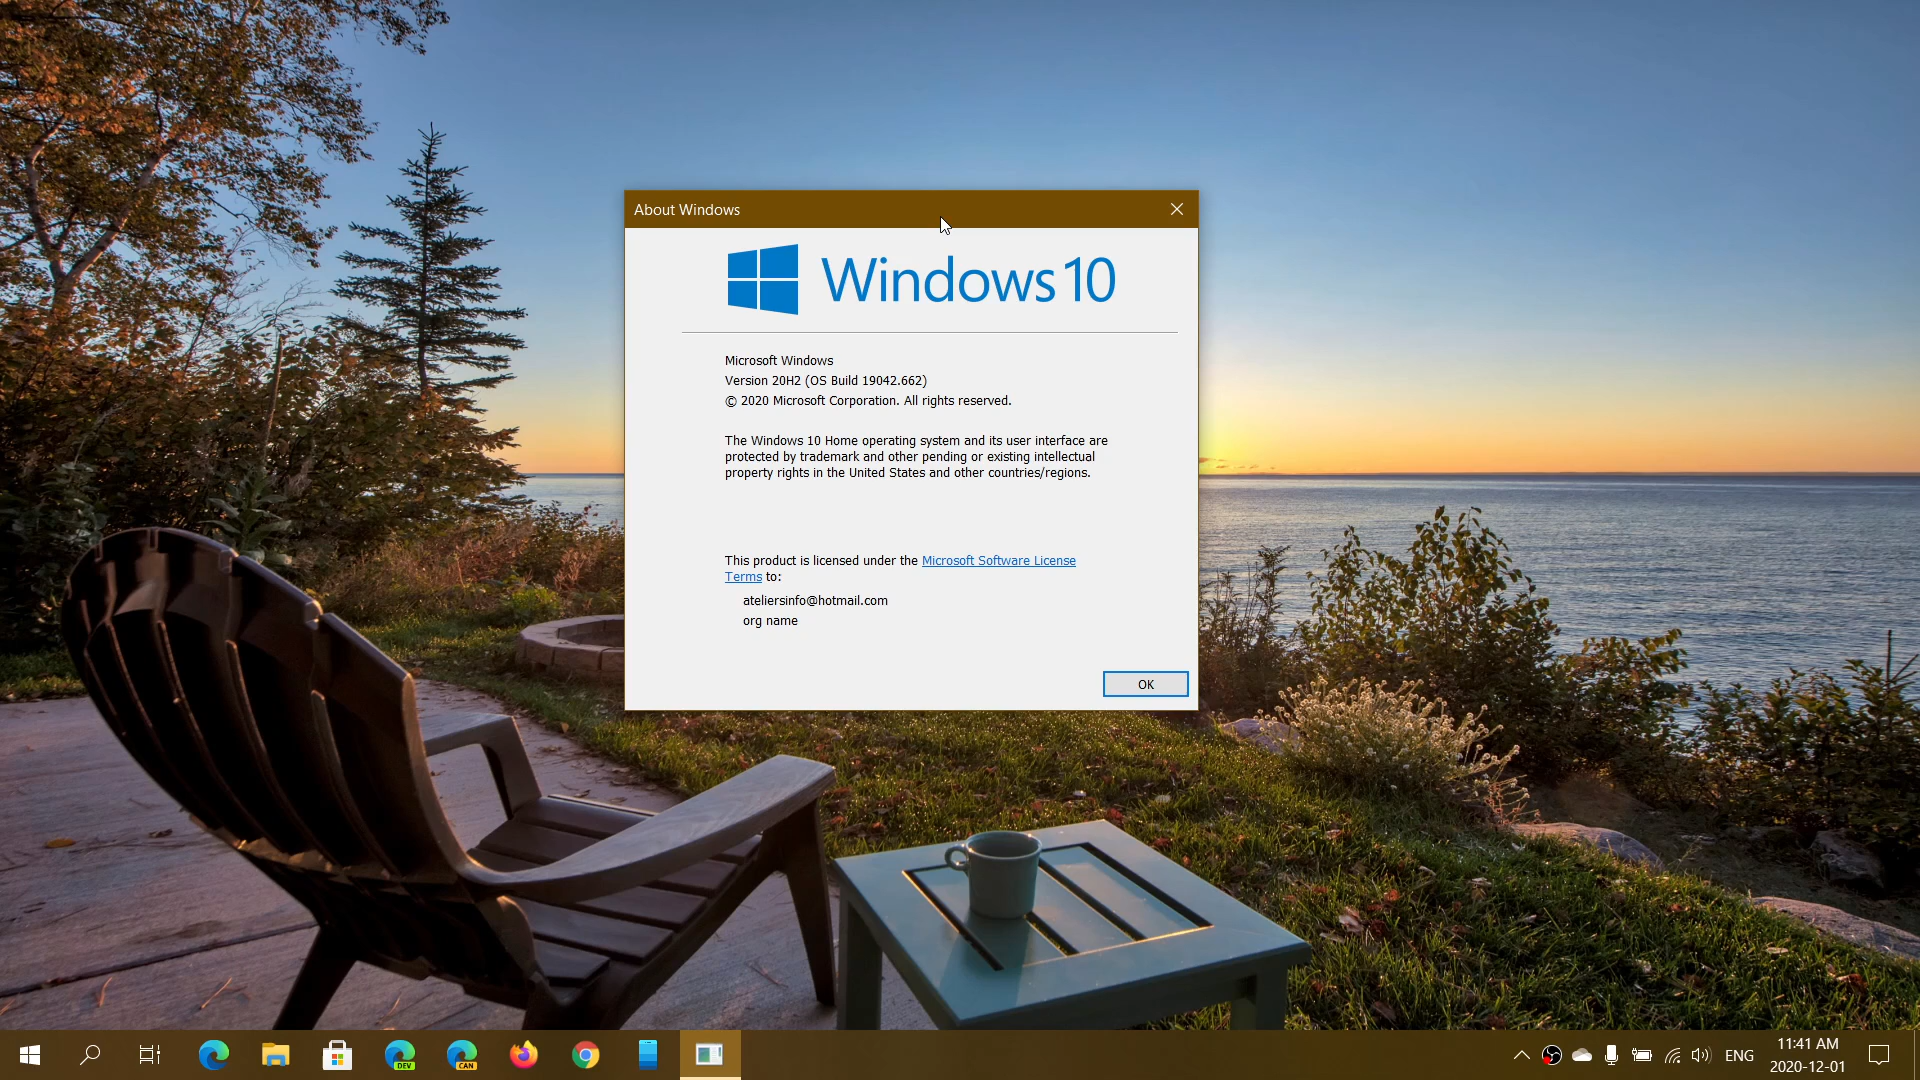 About Windows
Windows 10
Microsoft Windows
Version 20H2 (OS Build 19042.662)
© 2020 Microsoft Corporation. All rights reserved.
The Windows 10 Home operating system and its user interface are
protected by trademark and other pending or existing intellectual
property rights in the United States and other countries/regions.
This product is licensed under the Microsoft Software License
Terms to:
ateliersinfo@hotmail.com
org name
OK
DEV
CAN
ENG
11:41 AM
2020-12-01